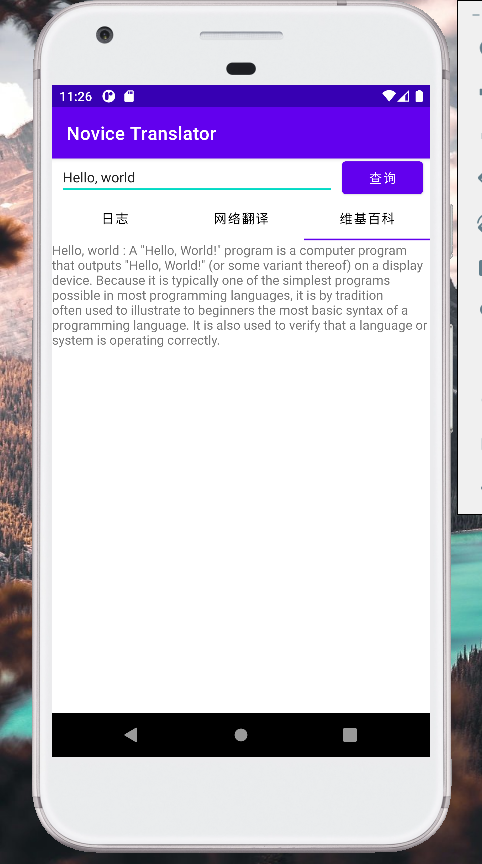 11:26
Novice Translator
Hello, world
查询
日志
网络翻译
维基百科
Hello, world : A "Hello, World!" program is a computer program
that outputs "Hello, World!" (or some variant thereof) on a display
device. Because it is typically one of the simplest programs
possible in most programming languages, it is by tradition
often used to illustrate to beginners the most basic syntax of a
programming language. It is also used to verify that a language or
system is operating correctly.